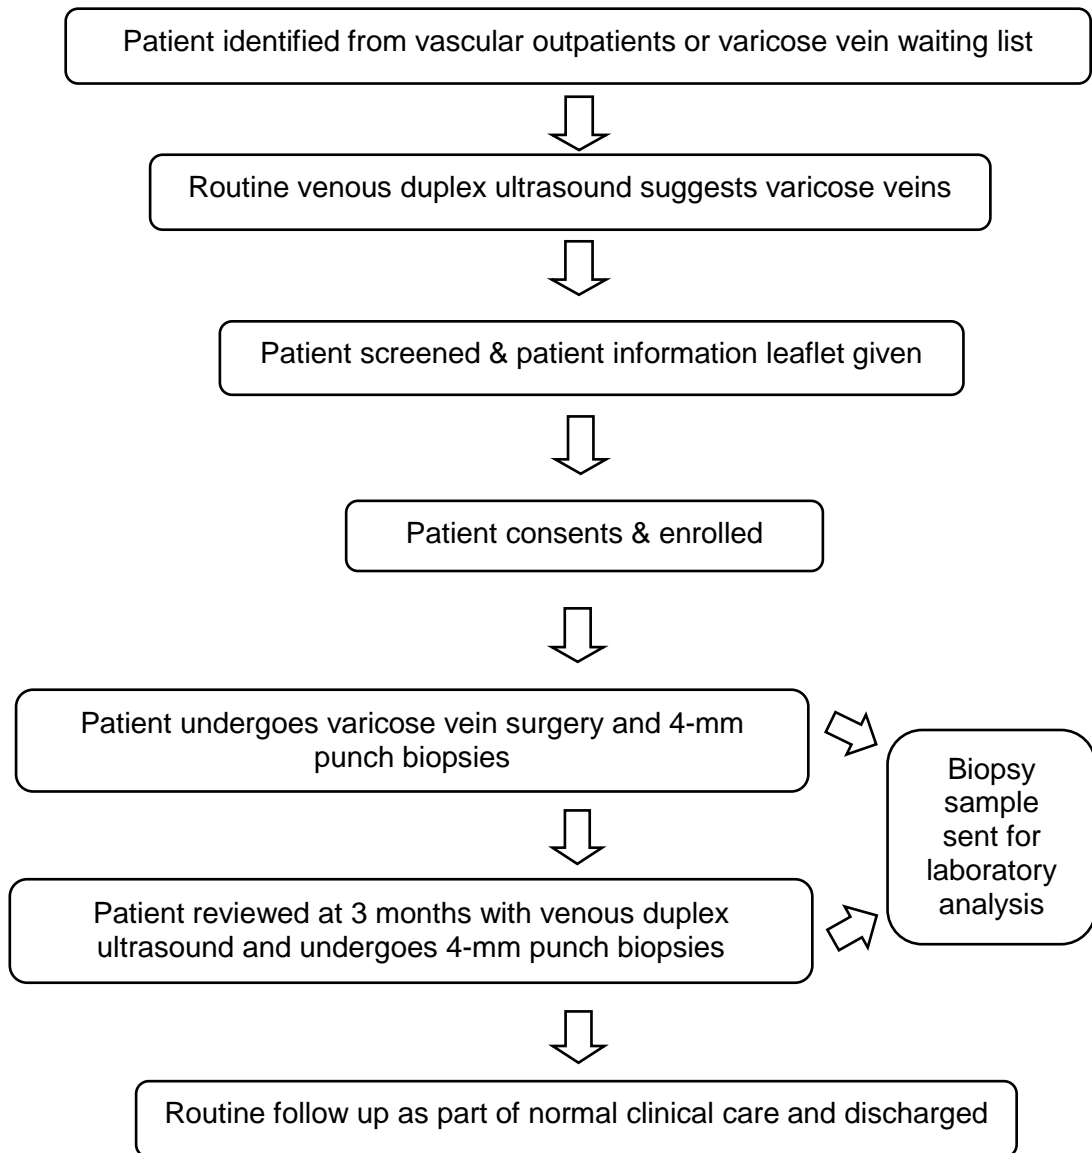 Patient identified from vascular outpatients or varicose vein waiting list
Routine venous duplex ultrasound suggests varicose veins
Patient screened & patient information leaflet given
Patient consents & enrolled
Patient undergoes varicose vein surgery and 4-mm
punch biopsies
Biopsy
sample
sent for
laboratory
analysis
Patient reviewed at 3 months with venous duplex
ultrasound and undergoes 4-mm punch biopsies
Routine follow up as part of normal clinical care and discharged